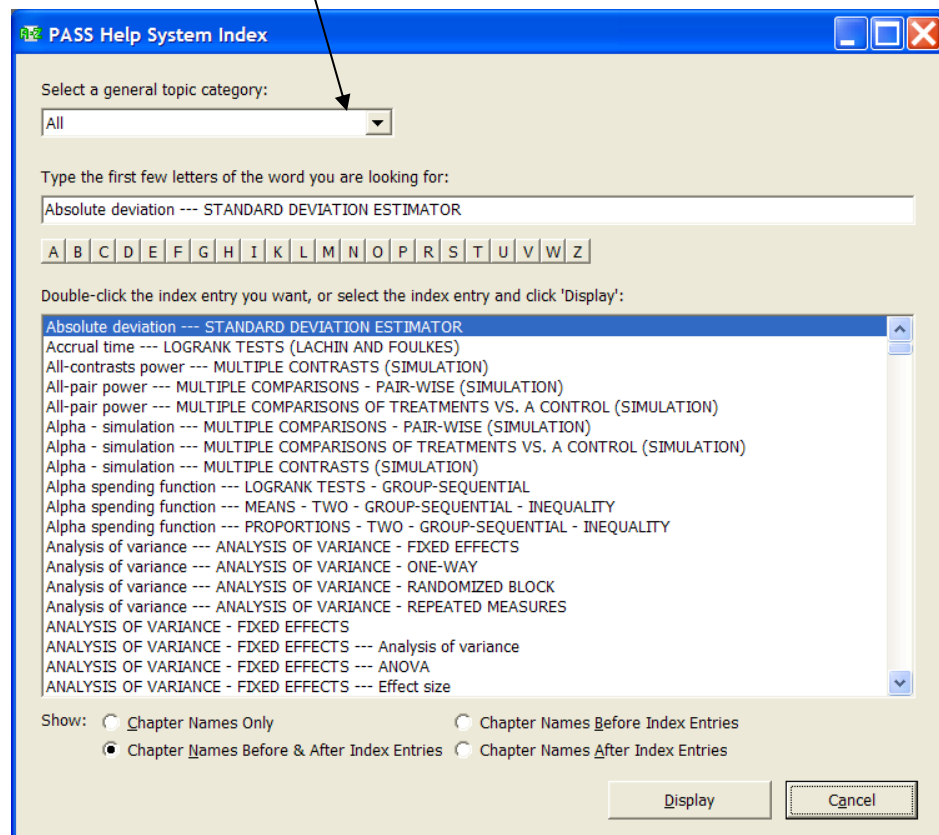 PASS Help System Index
Select a general topic category:
All
Type the first few letters of the word you are looking for:
Absolute deviation --- STANDARD DEVIATION ESTIMATOR
A B C D E F G H I K L M N O P R S T U V W Z
Double-click the index entry you want, or select the index entry and click 'Display':
Absolute deviation --- STANDARD DEVIATION ESTIMATOR
Accrual time --- LOGRANK TESTS (LACHIN AND FOULKES)
All-contrasts power --- MULTIPLE CONTRASTS (SIMULATION)
All-pair power --- MULTIPLE COMPARISONS - PAIR-WISE (SIMULATION)
All-pair power --- MULTIPLE COMPARISONS OF TREATMENTS VS. A CONTROL (SIMULATION)
Alpha - simulation --- MULTIPLE COMPARISONS - PAIR-WISE (SIMULATION)
Alpha - simulation --- MULTIPLE COMPARISONS OF TREATMENTS VS. A CONTROL (SIMULATION)
Alpha - simulation --- MULTIPLE CONTRASTS (SIMULATION)
Alpha spending function --- LOGRANK TESTS - GROUP-SEQUENTIAL
Alpha spending function --- MEANS - TWO - GROUP-SEQUENTIAL - INEQUALITY
Alpha spending function --- PROPORTIONS - TWO - GROUP-SEQUENTIAL - INEQUALITY
Analysis of variance --- ANALYSIS OF VARIANCE - FIXED EFFECTS
Analysis of variance --- ANALYSIS OF VARIANCE - ONE-WAY
Analysis of variance --- ANALYSIS OF VARIANCE - RANDOMIZED BLOCK
Analysis of variance --- ANALYSIS OF VARIANCE - REPEATED MEASURES
ANALYSIS OF VARIANCE - FIXED EFFECTS
ANALYSIS OF VARIANCE - FIXED EFFECTS --- Analysis of variance
ANALYSIS OF VARIANCE - FIXED EFFECTS --- ANOVA
ANALYSIS OF VARIANCE - FIXED EFFECTS --- Effect size
Show: Chapter Names Only Chapter Names Before Index Entries
Chapter Names Before & After Index Entries Chapter Names After Index Entries
Display Cancel